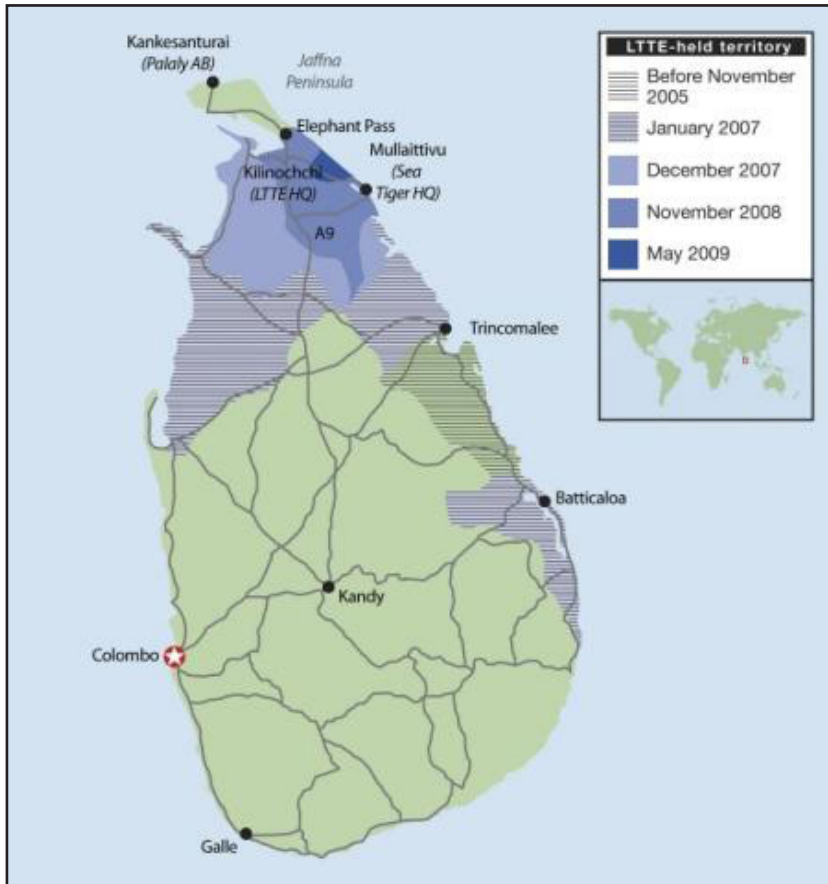 Kankesanturai
(Palaly AB)
Jaffna
Peninsula
Elephant Pass
Mullaittivu
(Sea
Tiger HQ)
Kilinochchi
(LTTE HQ)
A9
Trincomalee
Batticaloa
Kandy
Colombo
Galle
LTTE-held territory
Before November
2005
January 2007
December 2007
November 2008
May 2009